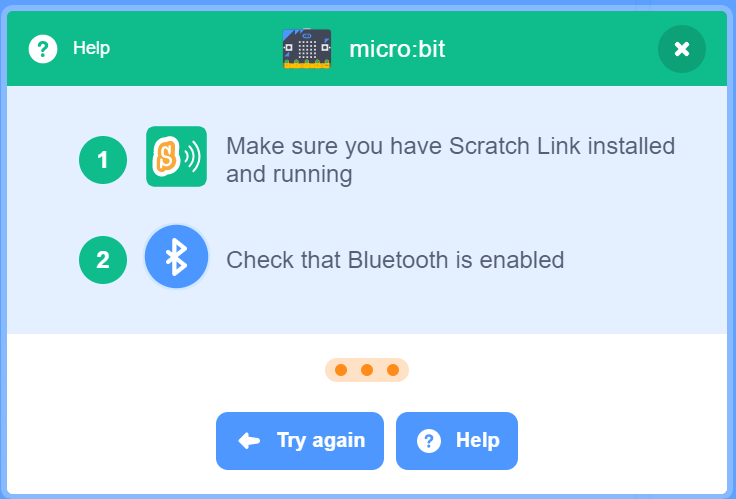 Help
micro:bit
1
S
Make sure you have Scratch Link installed
and running
2
Check that Bluetooth is enabled
Try again
Help